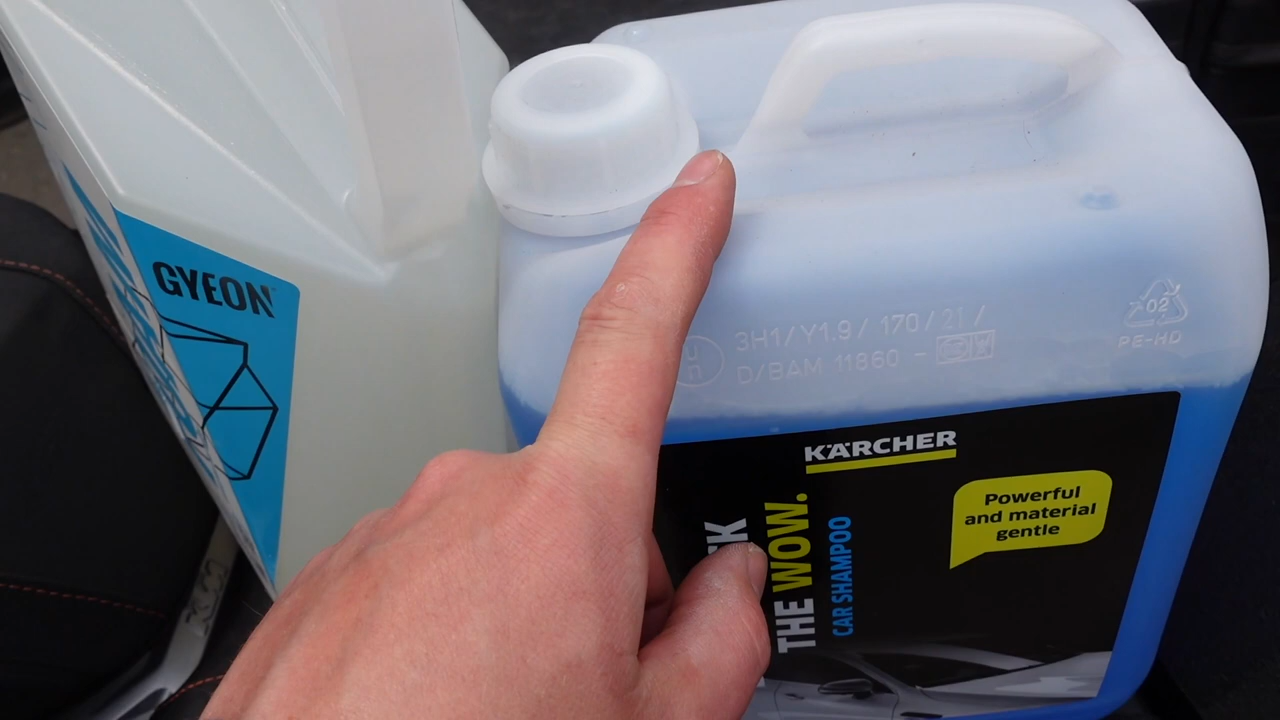 GYEON
3H1/Y1.9/ 170/21/
D/BAM 11860 -
02
PE-HD
KÄRCHER
THE WOW.
CAR SHAMPOO
Powerful
and material
gentle